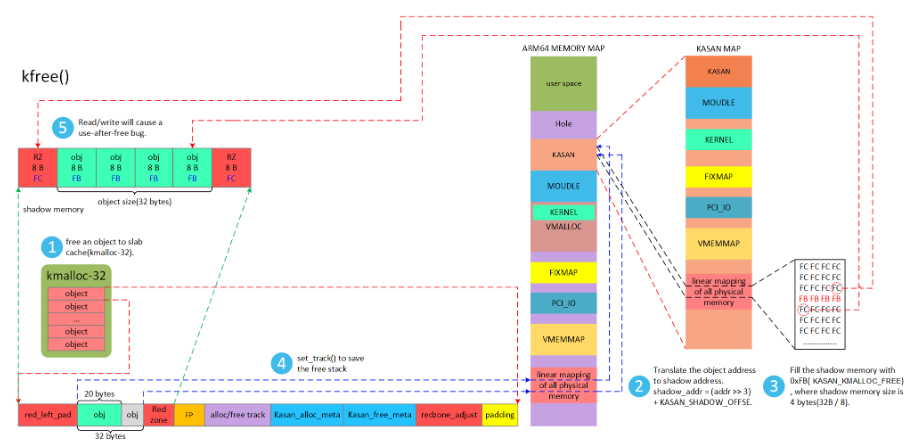 ARM64 MEMORY MAP
KASAN MAP
kfree()
user space
KASAN
5
Read/write will cause a
use-after-free bug.
MOUDLE
Hole
RZ
8 B
FC
obj
8 B
FB
obj
8 B
FB
obj
8 B
FB
obj
8 B
FB
RZ
8 B
FC
KERNEL
KASAN
MOUDLE
FIXMAP
object size(32 bytes)
shadow memory
KERNEL
VMALLOC
PCI_IO
1
free an object to slab
cache(kmalloc-32).
VMEMMAP
kmalloc-32
FIXMAP
object
object
...
object
object
linear mapping
of all physical
memory
FC FC FC FC
FC FC FC FC
FC FC FC FC
FB FB FB FB
FC FC FC FC
FC FC FC FC
FC FC FC FC
................
PCI_IO
VMEMMAP
4
set_track() to save
the free stack
linear mapping
of all physical
memory
2
Translate the object address
to shadow address.
shadow_addr = (addr >> 3)
+ KASAN_SHADOW_OFFSE.
3
Fill the shadow memory with
0xFB( KASAN_KMALLOC_FREE)
, where shadow memory size is
4 bytes(32B / 8).
20 bytes
red_left_pad
obj
obj
Red
zone
FP
alloc/free track
Kasan_alloc_meta
Kasan_free_meta
redzone_adjust
padding
32 bytes